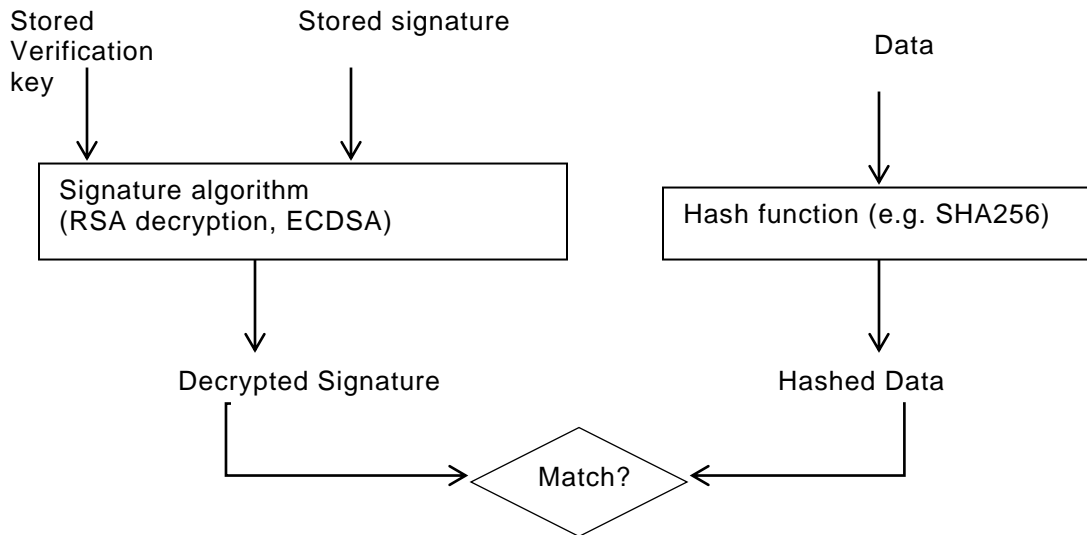 Stored
Verification
key
Stored signature
Data
Signature algorithm
(RSA decryption, ECDSA)
Hash function (e.g. SHA256)
Decrypted Signature
Hashed Data
Match?